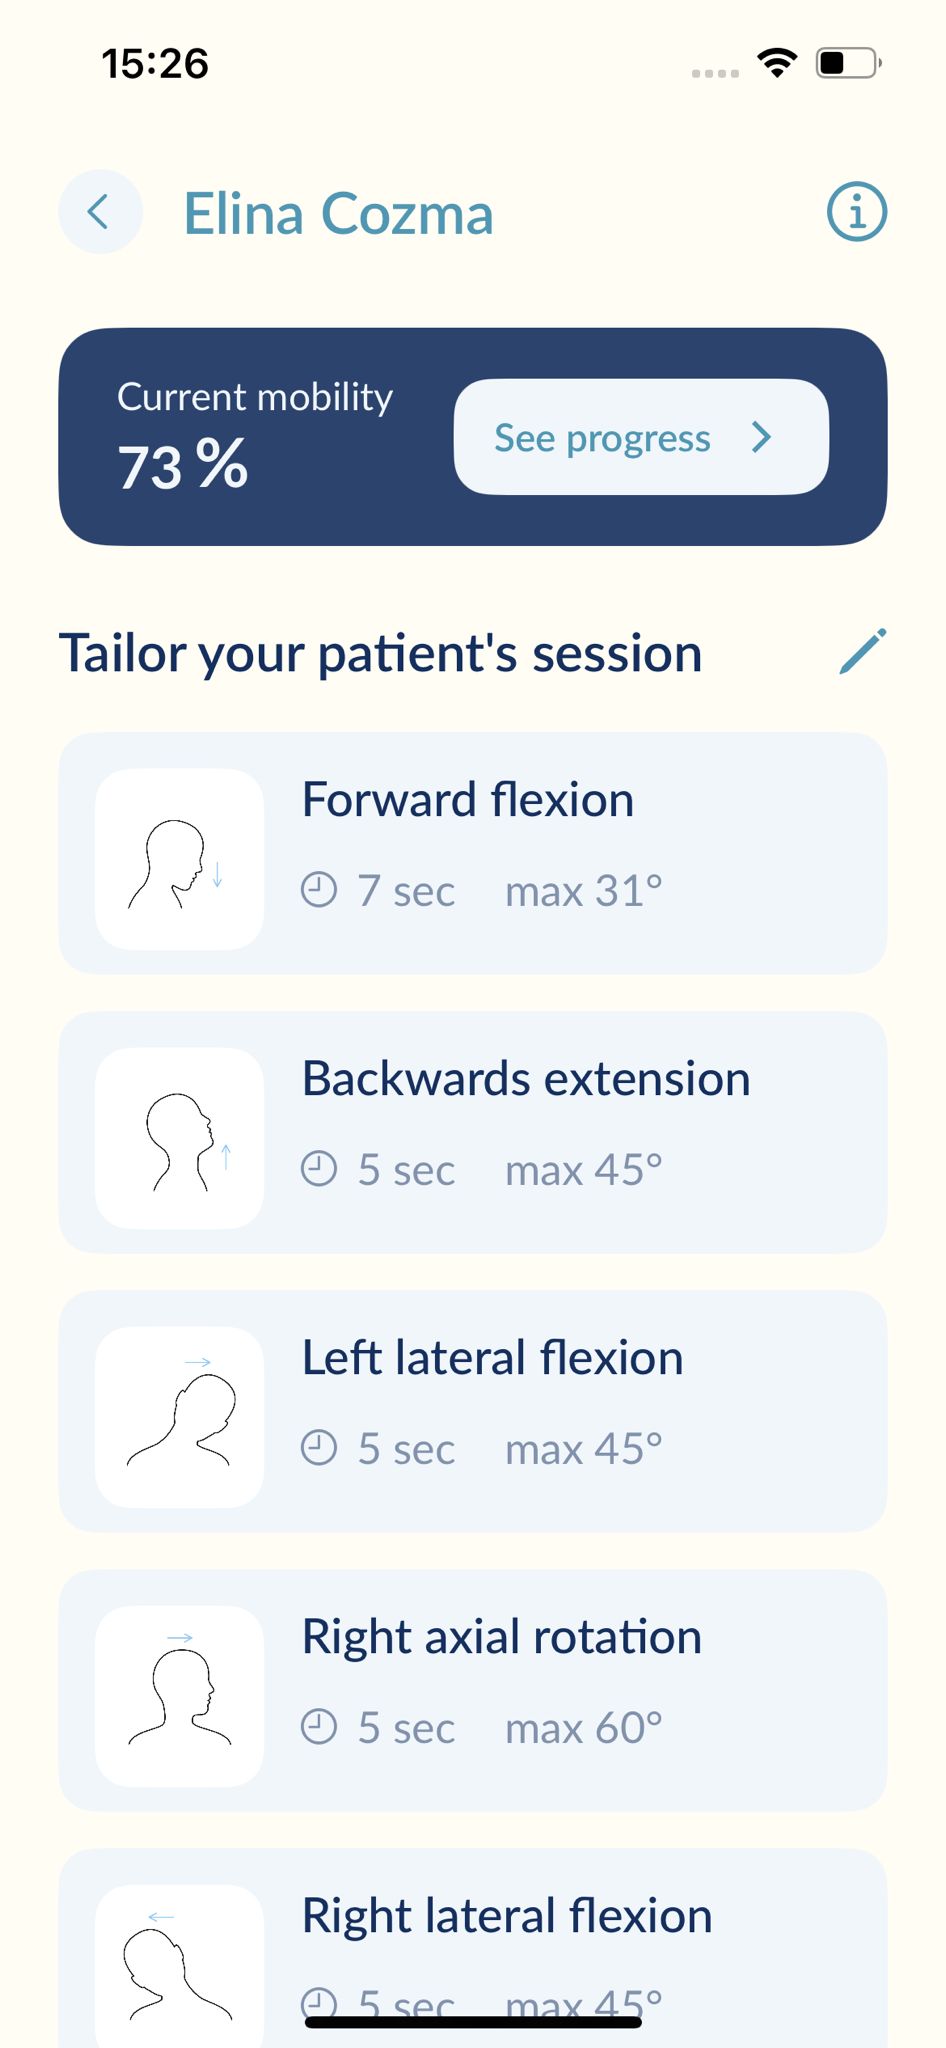 15:26
Elina Cozma
Current mobility
73 %
See progress
Tailor your patient's session
Forward flexion
7 sec max 31°
Backwards extension
5 sec max 45°
Left lateral flexion
5 sec max 45°
Right axial rotation
5 sec max 60°
Right lateral flexion
5 sec max 45°